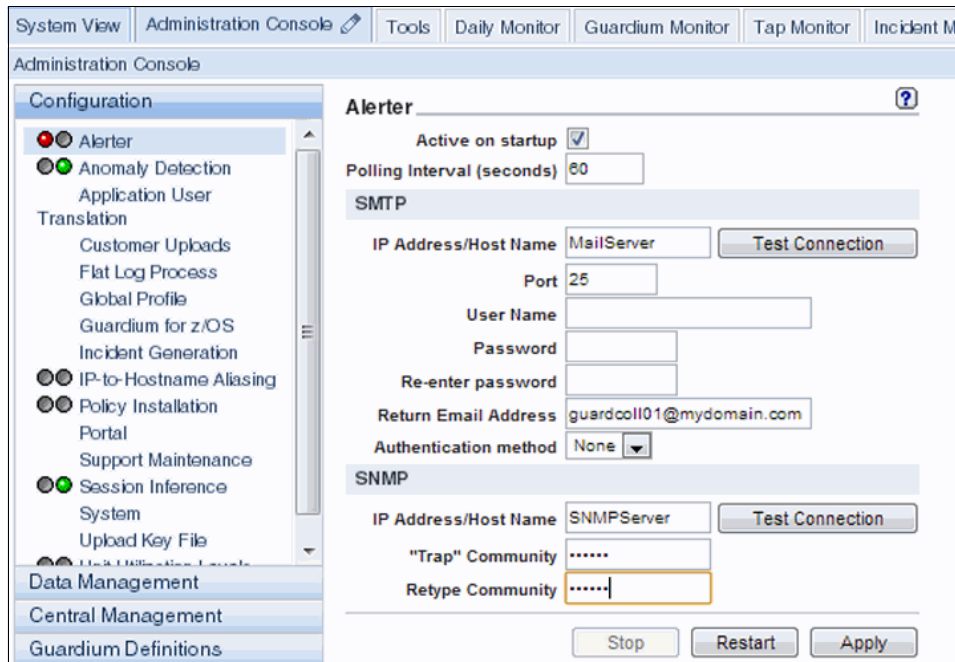 System View Administration Console Tools Daily Monitor Guardium Monitor Tap Monitor Incident M
Administration Console
Configuration
Alerter
Anomaly Detection
Application User
Translation
Customer Uploads
Flat Log Process
Global Profile
Guardium for z/OS
Incident Generation
IP-to-Hostname Aliasing
Policy Installation
Portal
Support Maintenance
Session Inference
System
Upload Key File
Data Management
Central Management
Guardium Definitions
Alerter ?
Active on startup
Polling Interval (seconds) 60
SMTP
IP Address/Host Name MailServer Test Connection
Port 25
User Name
Password
Re-enter password
Return Email Address guardcoll01@mydomain.com
Authentication method None
SNMP
IP Address/Host Name SNMPServer Test Connection
"Trap" Community ••••••
Retype Community ••••••
Stop Restart Apply